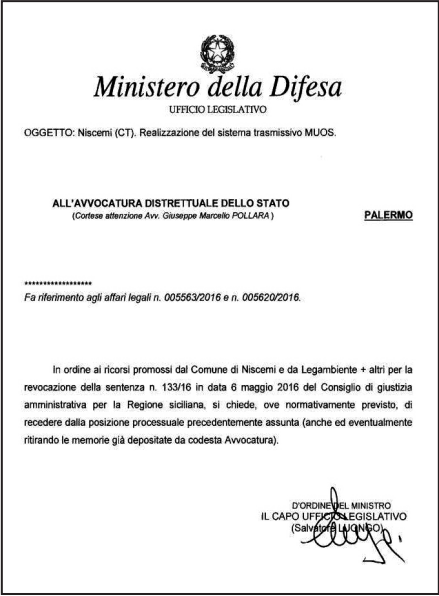 Ministero della Difesa
UFFICIO LEGISLATIVO
OGGETTO: Niscemi (CT). Realizzazione del sistema trasmissivo MUOS.
ALL'AVVOCATURA DISTRETTUALE DELLO STATO
(Cortese attenzione Avv. Giuseppe Marcello POLLARA )
PALERMO
******************
Fa riferimento agli affari legali n. 005563/2016 e n. 005620/2016.
In ordine ai ricorsi promossi dal Comune di Niscemi e da Legambiente + altri per la
revocazione della sentenza n. 133/16 in data 6 maggio 2016 del Consiglio di giustizia
amministrativa per la Regione siciliana, si chiede, ove normativamente previsto, di
recedere dalla posizione processuale precedentemente assunta (anche ed eventualmente
ritirando le memorie già depositate da codesta Avvocatura).
D'ORDINE DEL MINISTRO
IL CAPO UFFICIO LEGISLATIVO
(Salvatore LUONGO)